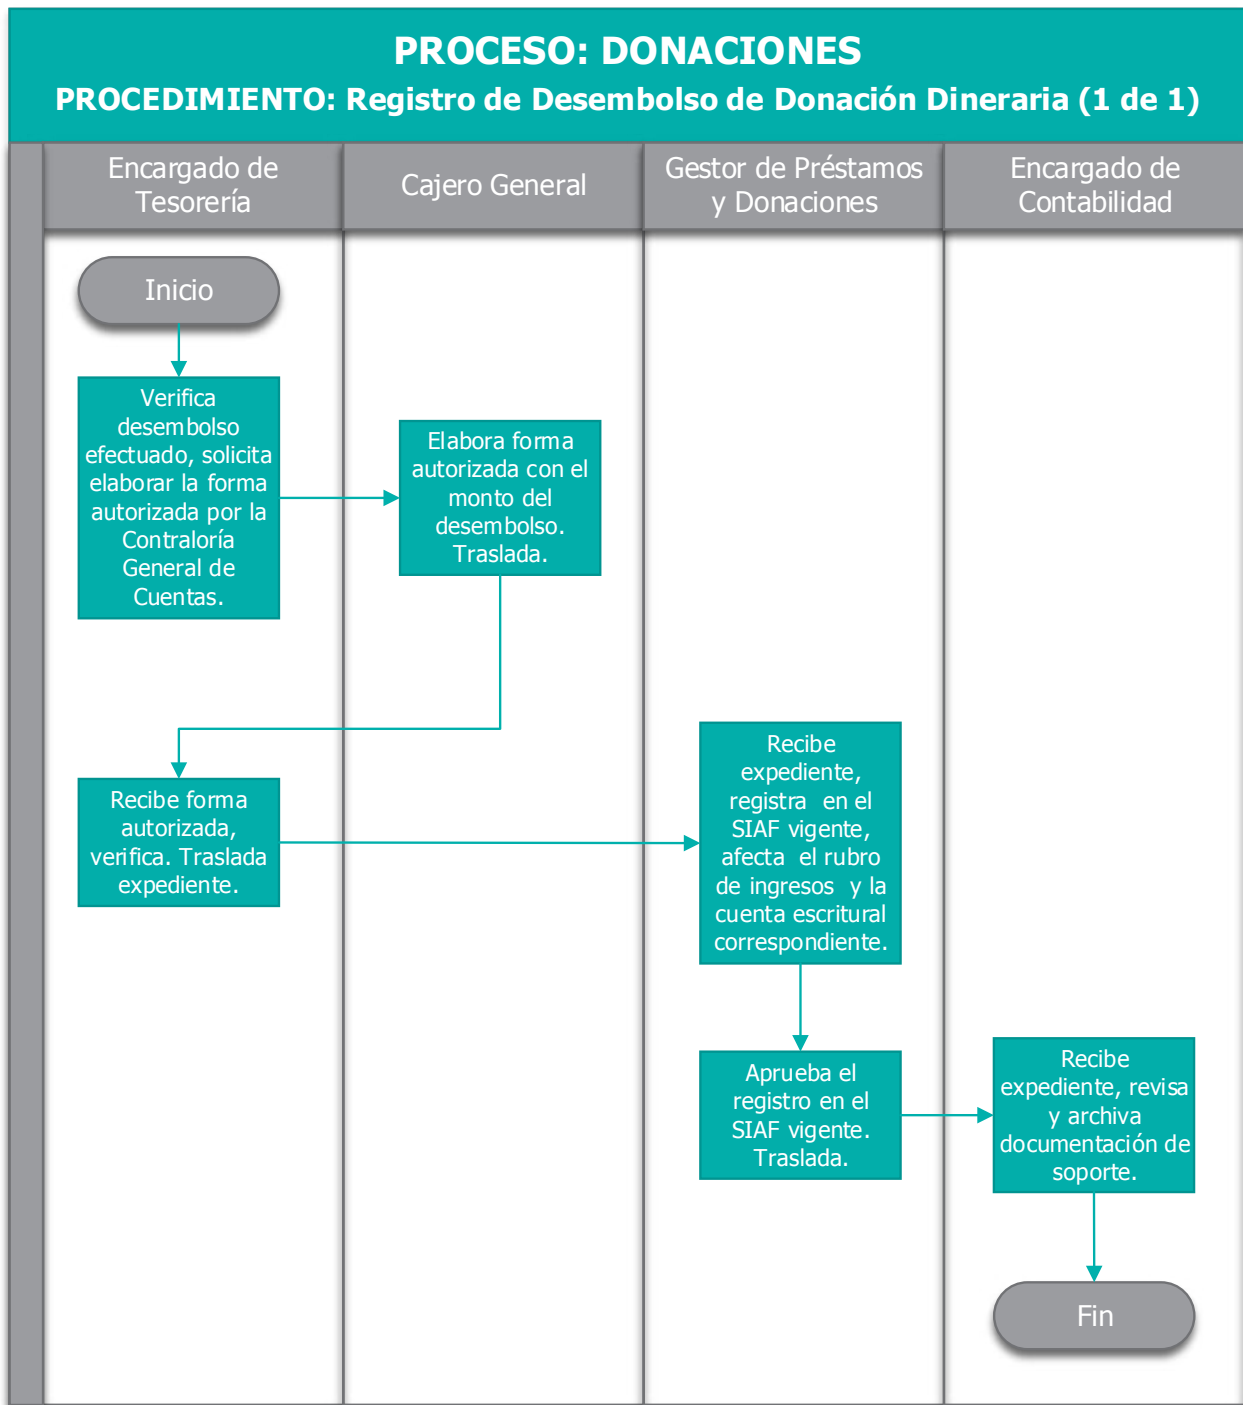 PROCESO: DONACIONES
PROCEDIMIENTO: Registro de Desembolso de Donación Dineraria (1 de 1)
Encargado de
Tesorería
Cajero General
Gestor de Préstamos
y Donaciones
Encargado de
Contabilidad
Inicio
Verifica
desembolso
efectuado, solicita
elaborar la forma
autorizada por la
Contraloría
General de
Cuentas.
Elabora forma
autorizada con el
monto del
desembolso.
Traslada.
Recibe forma
autorizada,
verifica. Traslada
expediente.
Recibe
expediente,
registra en el
SIAF vigente,
afecta el rubro
de ingresos y la
cuenta escritural
correspondiente.
Aprueba el
registro en el
SIAF vigente.
Traslada.
Recibe
expediente, revisa
y archiva
documentación de
soporte.
Fin